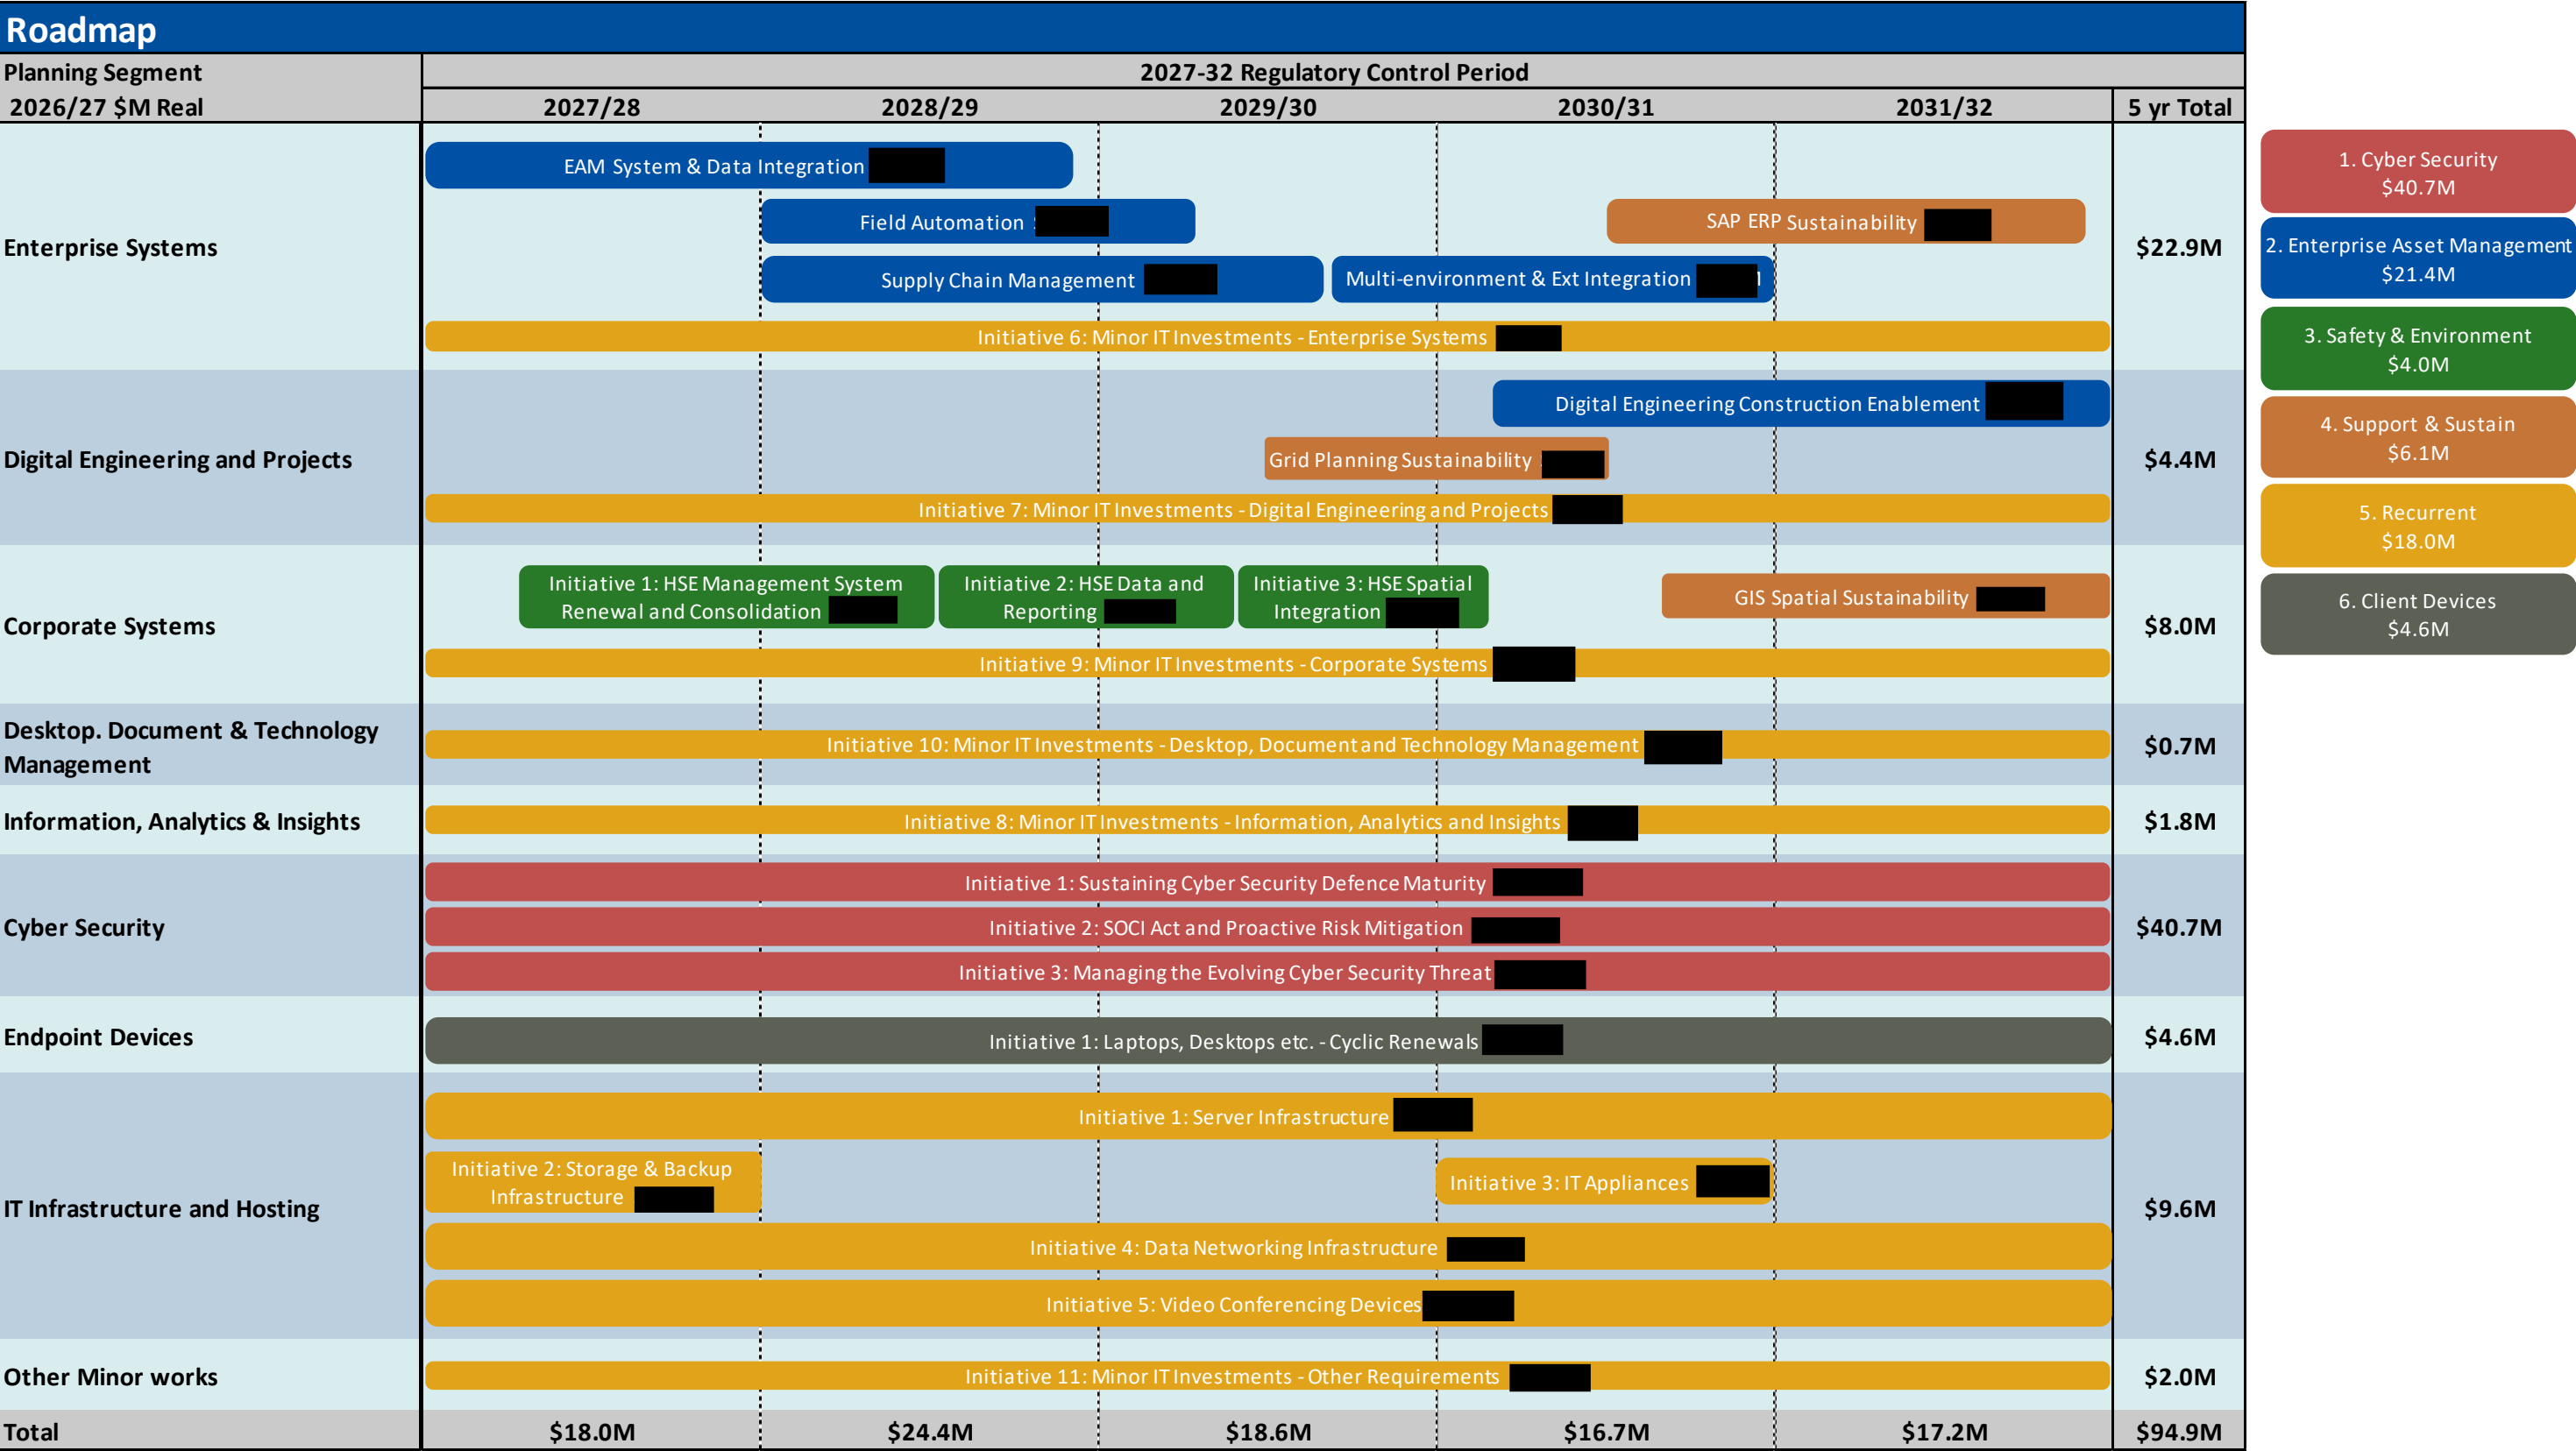 Roadmap
Planning Segment
2027-32 Regulatory Control Period
2026/27 $M Real
2027/28
2028/29
2029/30
2030/31
2031/32
5 yr Total
Enterprise Systems
EAM System & Data Integration
Field Automation
SAP ERP Sustainability
Supply Chain Management
Multi-environment & Ext Integration
Initiative 6: Minor IT Investments - Enterprise Systems
$22.9M
Digital Engineering and Projects
Digital Engineering Construction Enablement
Grid Planning Sustainability
Initiative 7: Minor IT Investments - Digital Engineering and Projects
$4.4M
Corporate Systems
Initiative 1: HSE Management System
Renewal and Consolidation
Initiative 2: HSE Data and
Reporting
Initiative 3: HSE Spatial
Integration
GIS Spatial Sustainability
Initiative 9: Minor IT Investments - Corporate Systems
$8.0M
Desktop. Document & Technology
Management
Initiative 10: Minor IT Investments - Desktop, Document and Technology Management
$0.7M
Information, Analytics & Insights
Initiative 8: Minor IT Investments - Information, Analytics and Insights
$1.8M
Cyber Security
Initiative 1: Sustaining Cyber Security Defence Maturity
Initiative 2: SOCI Act and Proactive Risk Mitigation
Initiative 3: Managing the Evolving Cyber Security Threat
$40.7M
Endpoint Devices
Initiative 1: Laptops, Desktops etc. - Cyclic Renewals
$4.6M
IT Infrastructure and Hosting
Initiative 1: Server Infrastructure
Initiative 2: Storage & Backup
Infrastructure
Initiative 3: IT Appliances
Initiative 4: Data Networking Infrastructure
Initiative 5: Video Conferencing Devices
$9.6M
Other Minor works
Initiative 11: Minor IT Investments - Other Requirements
$2.0M
Total
$18.0M
$24.4M
$18.6M
$16.7M
$17.2M
$94.9M
1. Cyber Security
$40.7M
2. Enterprise Asset Management
$21.4M
3. Safety & Environment
$4.0M
4. Support & Sustain
$6.1M
5. Recurrent
$18.0M
6. Client Devices
$4.6M